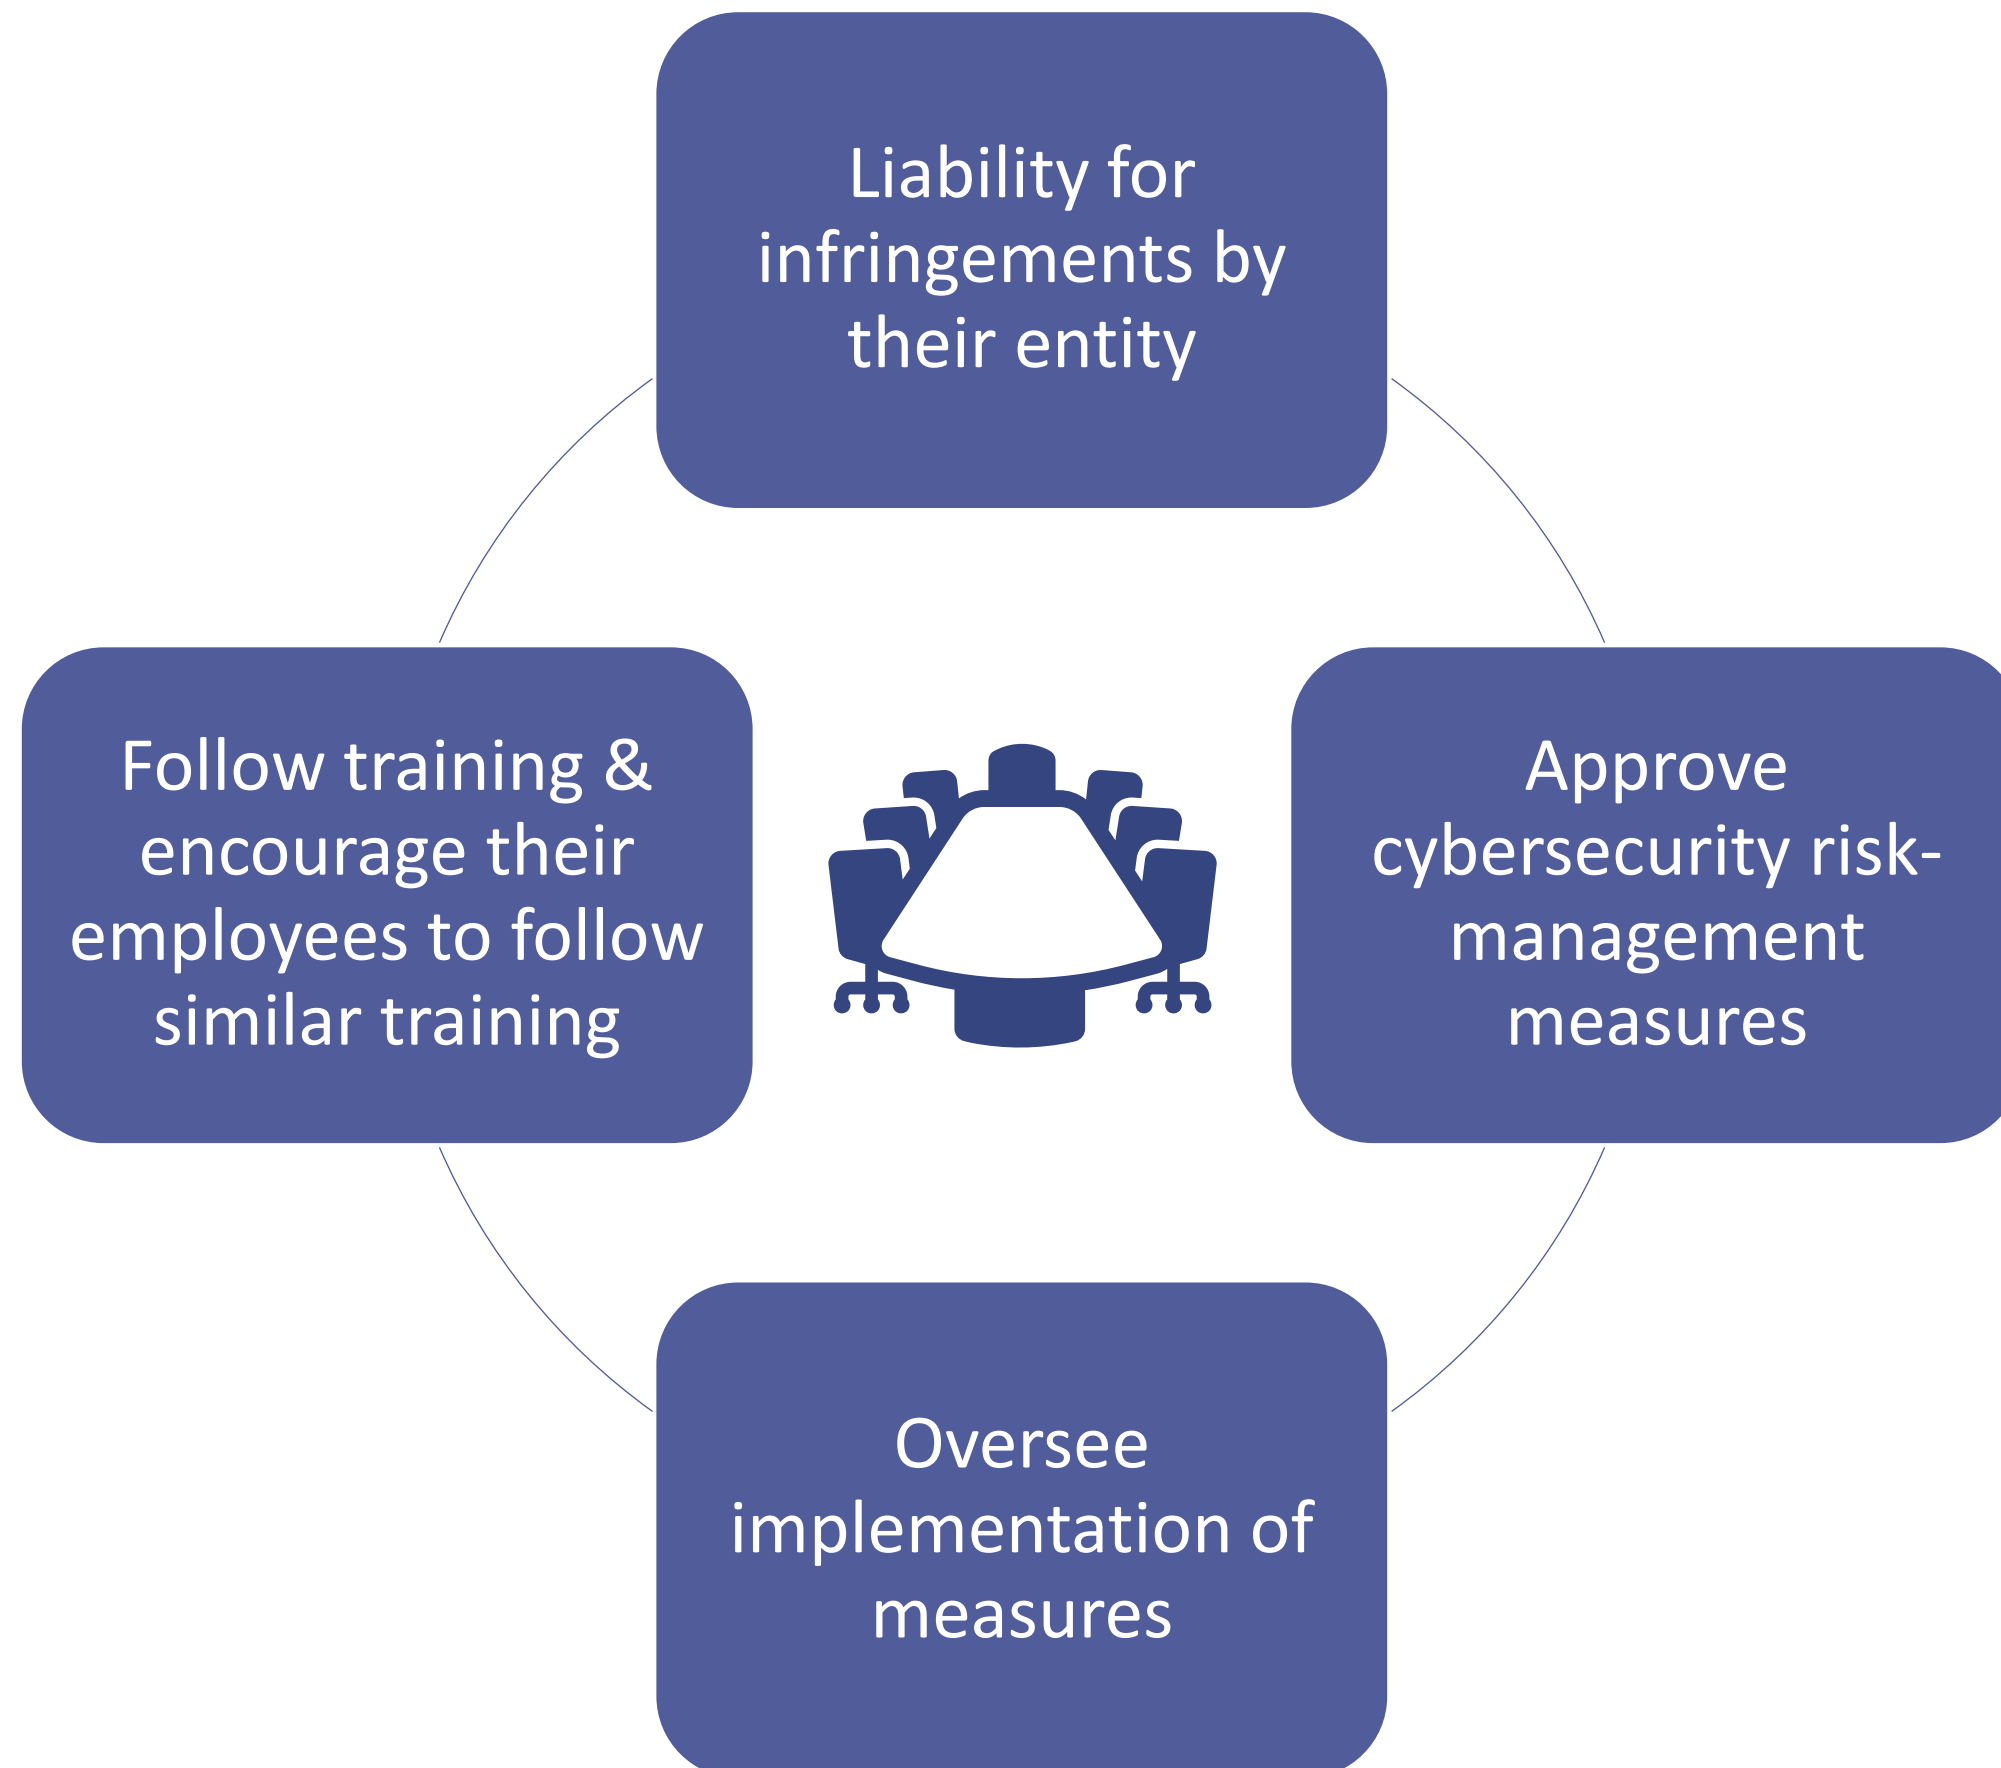 Liability for
infringements by
their entity
Follow training &
encourage their
employees to follow
similar training
Approve
cybersecurity risk-
management
measures
Oversee
implementation of
measures